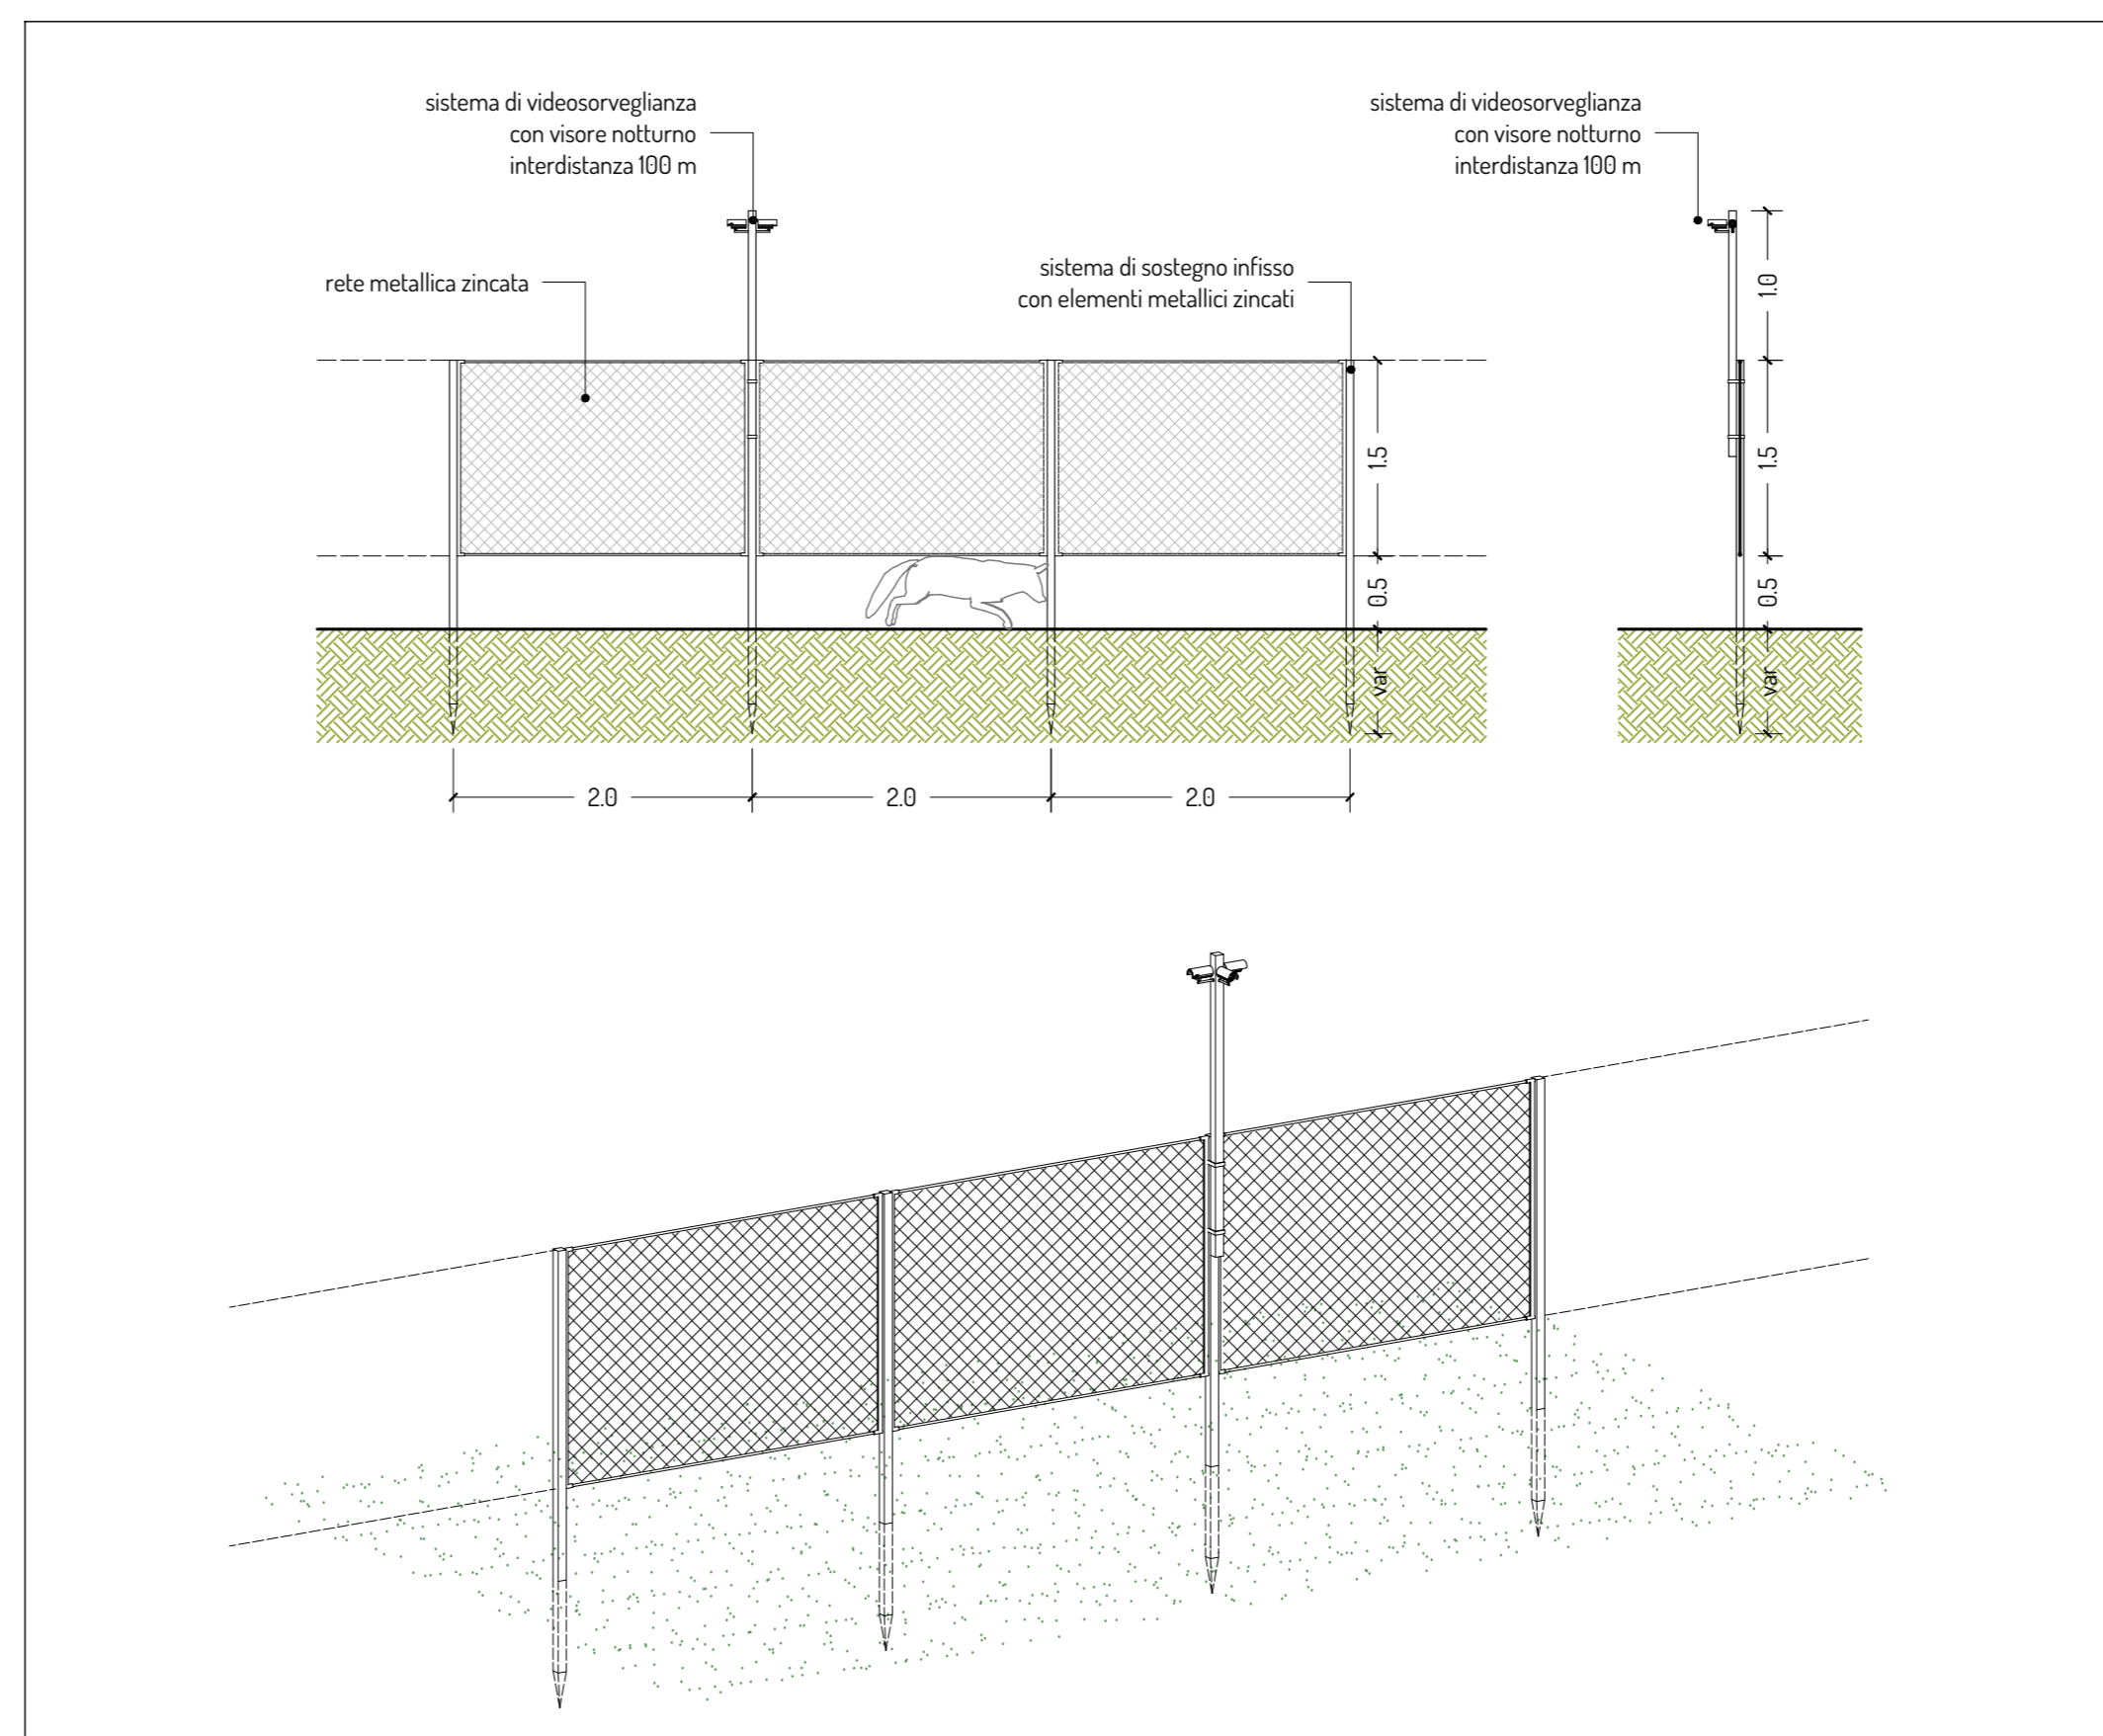 sistema di videosorveglianza
con visore notturno
interdistanza 100 m
sistema di videosorveglianza
con visore notturno
interdistanza 100 m
rete metallica zincata
sistema di sostegno infisso
con elementi metallici zincati
1.0
1.5
1.5
0.5
0.5
var
var
2.0
2.0
2.0